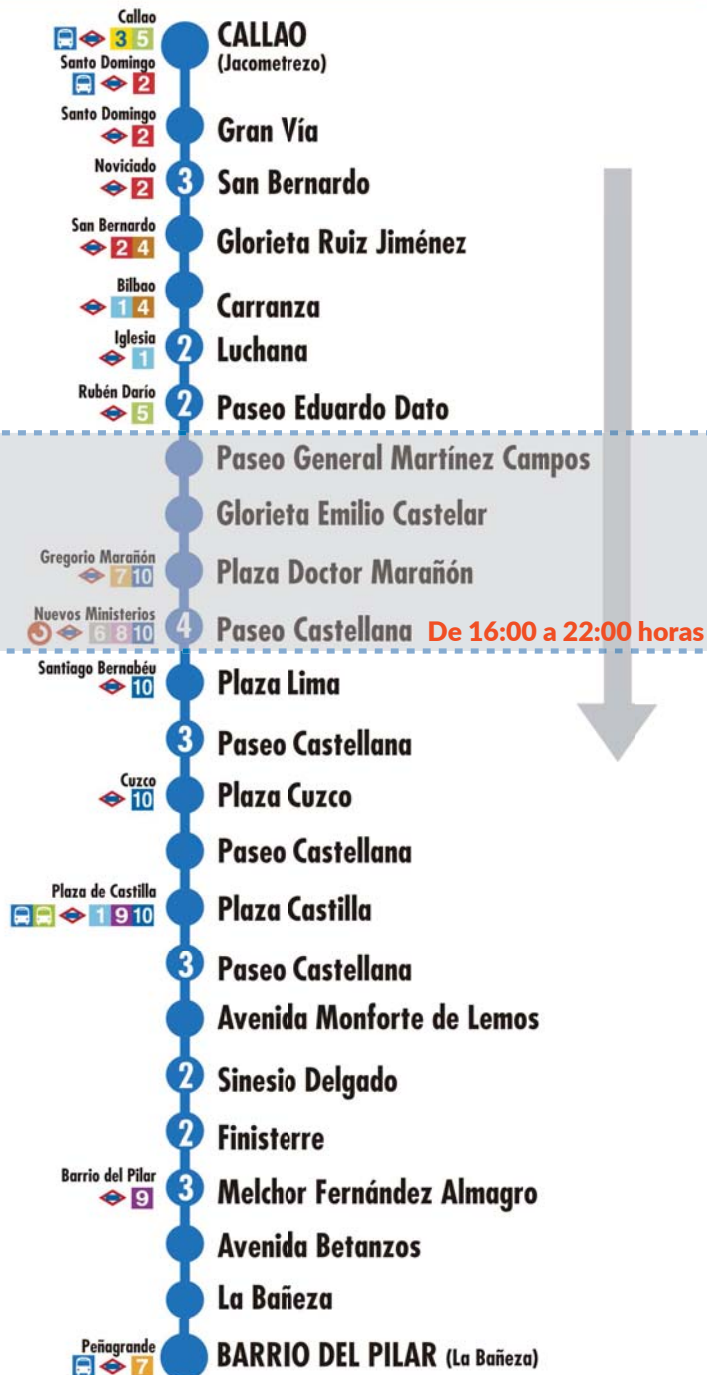 Callao
3 5
CALLAO
(Jacometrezo)
Santo Domingo
2
Santo Domingo
2
Gran Vía
Noviciado
2
3 San Bernardo
San Bernardo
2 4
Glorieta Ruiz Jiménez
Bilbao
1 4
Carranza
Iglesia
1
2 Luchana
Rubén Darío
5
2 Paseo Eduardo Dato
Paseo General Martínez Campos
Glorieta Emilio Castelar
Gregorio Marañón
7 10
Plaza Doctor Marañón
Nuevos Ministerios
6 8 10
4 Paseo Castellana De 16:00 a 22:00 horas
Santiago Bernabéu
10
Plaza Lima
3 Paseo Castellana
Cuzco
10
Plaza Cuzco
Paseo Castellana
Plaza de Castilla
1 9 10
Plaza Castilla
3 Paseo Castellana
Avenida Monforte de Lemos
2 Sinesio Delgado
2 Finisterre
Barrio del Pilar
9
3 Melchor Fernández Almagro
Avenida Betanzos
La Bañeza
Peñagrande
7
BARRIO DEL PILAR (La Bañeza)